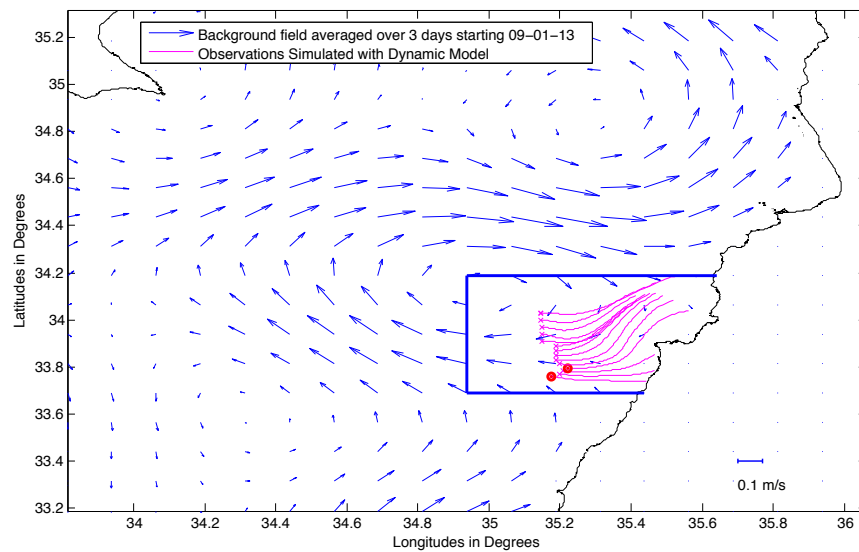 Background field averaged over 3 days starting 09-01-13
Observations Simulated with Dynamic Model
35.2
35
34.8
34.6
34.4
34.2
34
33.8
33.6
33.4
33.2
Latitudes in Degrees
0.1 m/s
34 34.2 34.4 34.6 34.8 35 35.2 35.4 35.6 35.8 36
Longitudes in Degrees